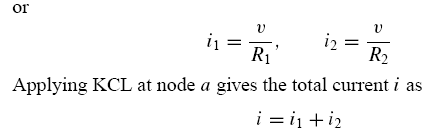 or
i₁ = v/R₁, i₂ = v/R₂
Applying KCL at node a gives the total current i as
i = i₁ + i₂